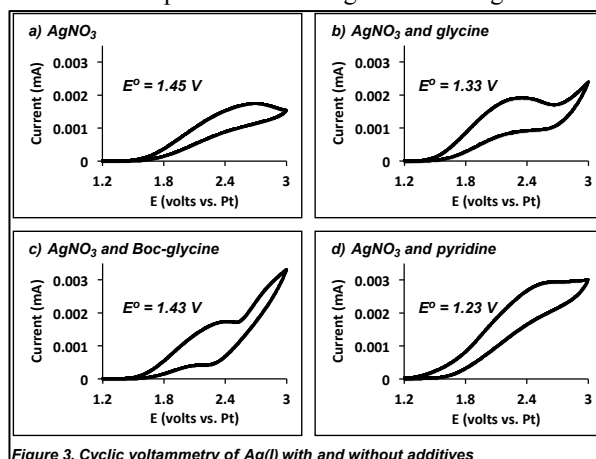 a) AgNO₃
E° = 1.45 V
Current (mA)
0.003
0.002
0.001
0
1.2 1.8 2.4 3
E (volts vs. Pt)
b) AgNO₃ and glycine
E° = 1.33 V
Current (mA)
0.003
0.002
0.001
0
1.2 1.8 2.4 3
E (volts vs. Pt)
c) AgNO₃ and Boc-glycine
E° = 1.43 V
Current (mA)
0.003
0.002
0.001
0
1.2 1.8 2.4 3
E (volts vs. Pt)
d) AgNO₃ and pyridine
E° = 1.23 V
Current (mA)
0.003
0.002
0.001
0
1.2 1.8 2.4 3
E (volts vs. Pt)
Figure 3. Cyclic voltammetry of Ag(I) with and without additives